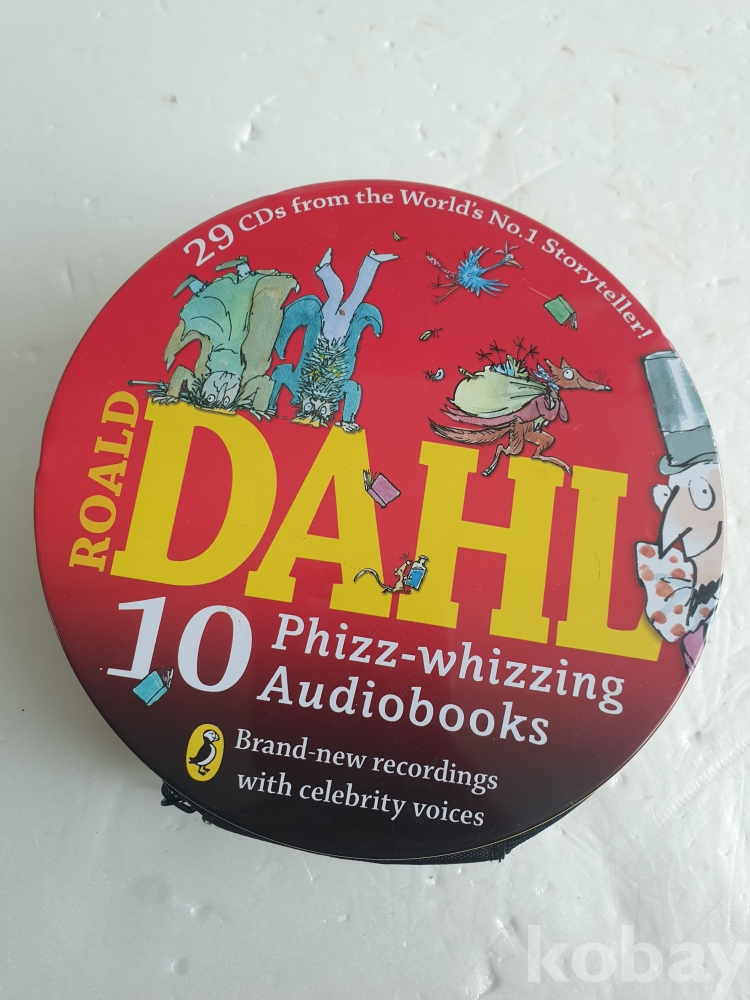 29 CDs from the World's No.1 Storyteller!
ROALD
DAHL
10 Phizz-whizzing
Audiobooks
Brand-new recordings
with celebrity voices
kobay